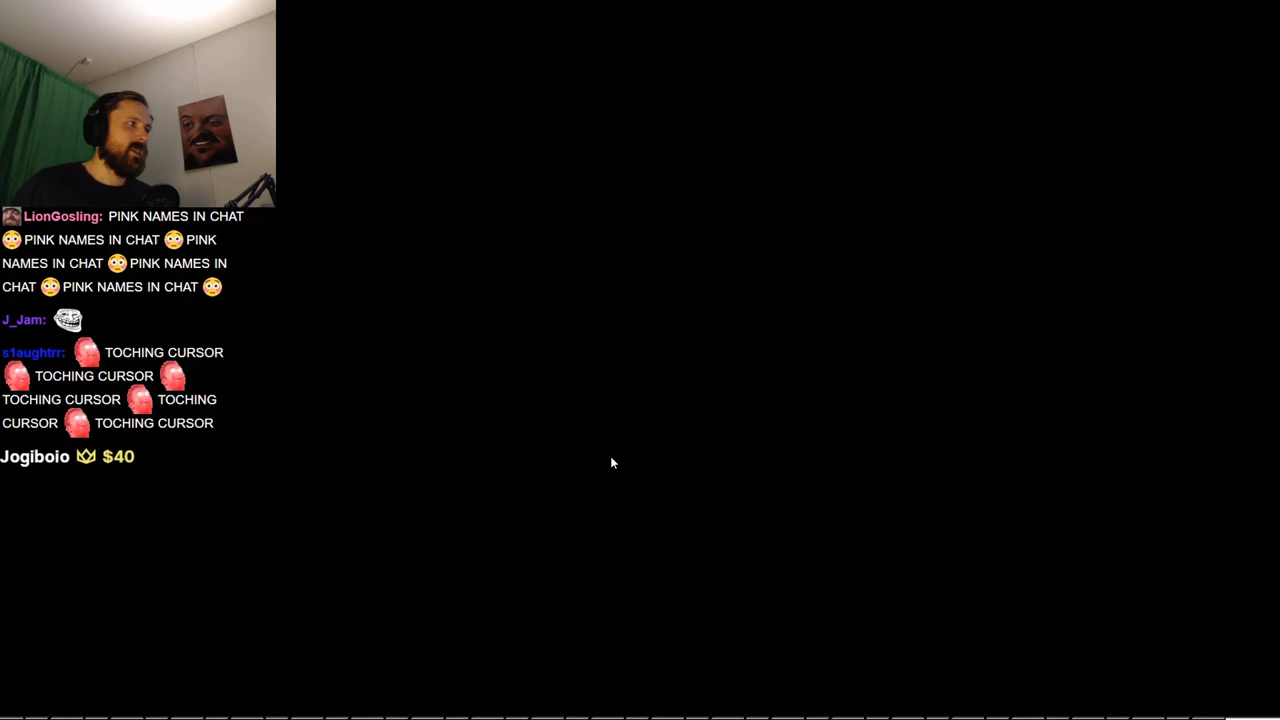 LionGosling: PINK NAMES IN CHAT
PINK NAMES IN CHAT PINK
NAMES IN CHAT PINK NAMES IN
CHAT PINK NAMES IN CHAT
J_Jam:
s1aughtrr: TOCHING CURSOR
TOCHING CURSOR
TOCHING CURSOR TOCHING
CURSOR TOCHING CURSOR
Jogiboio $40